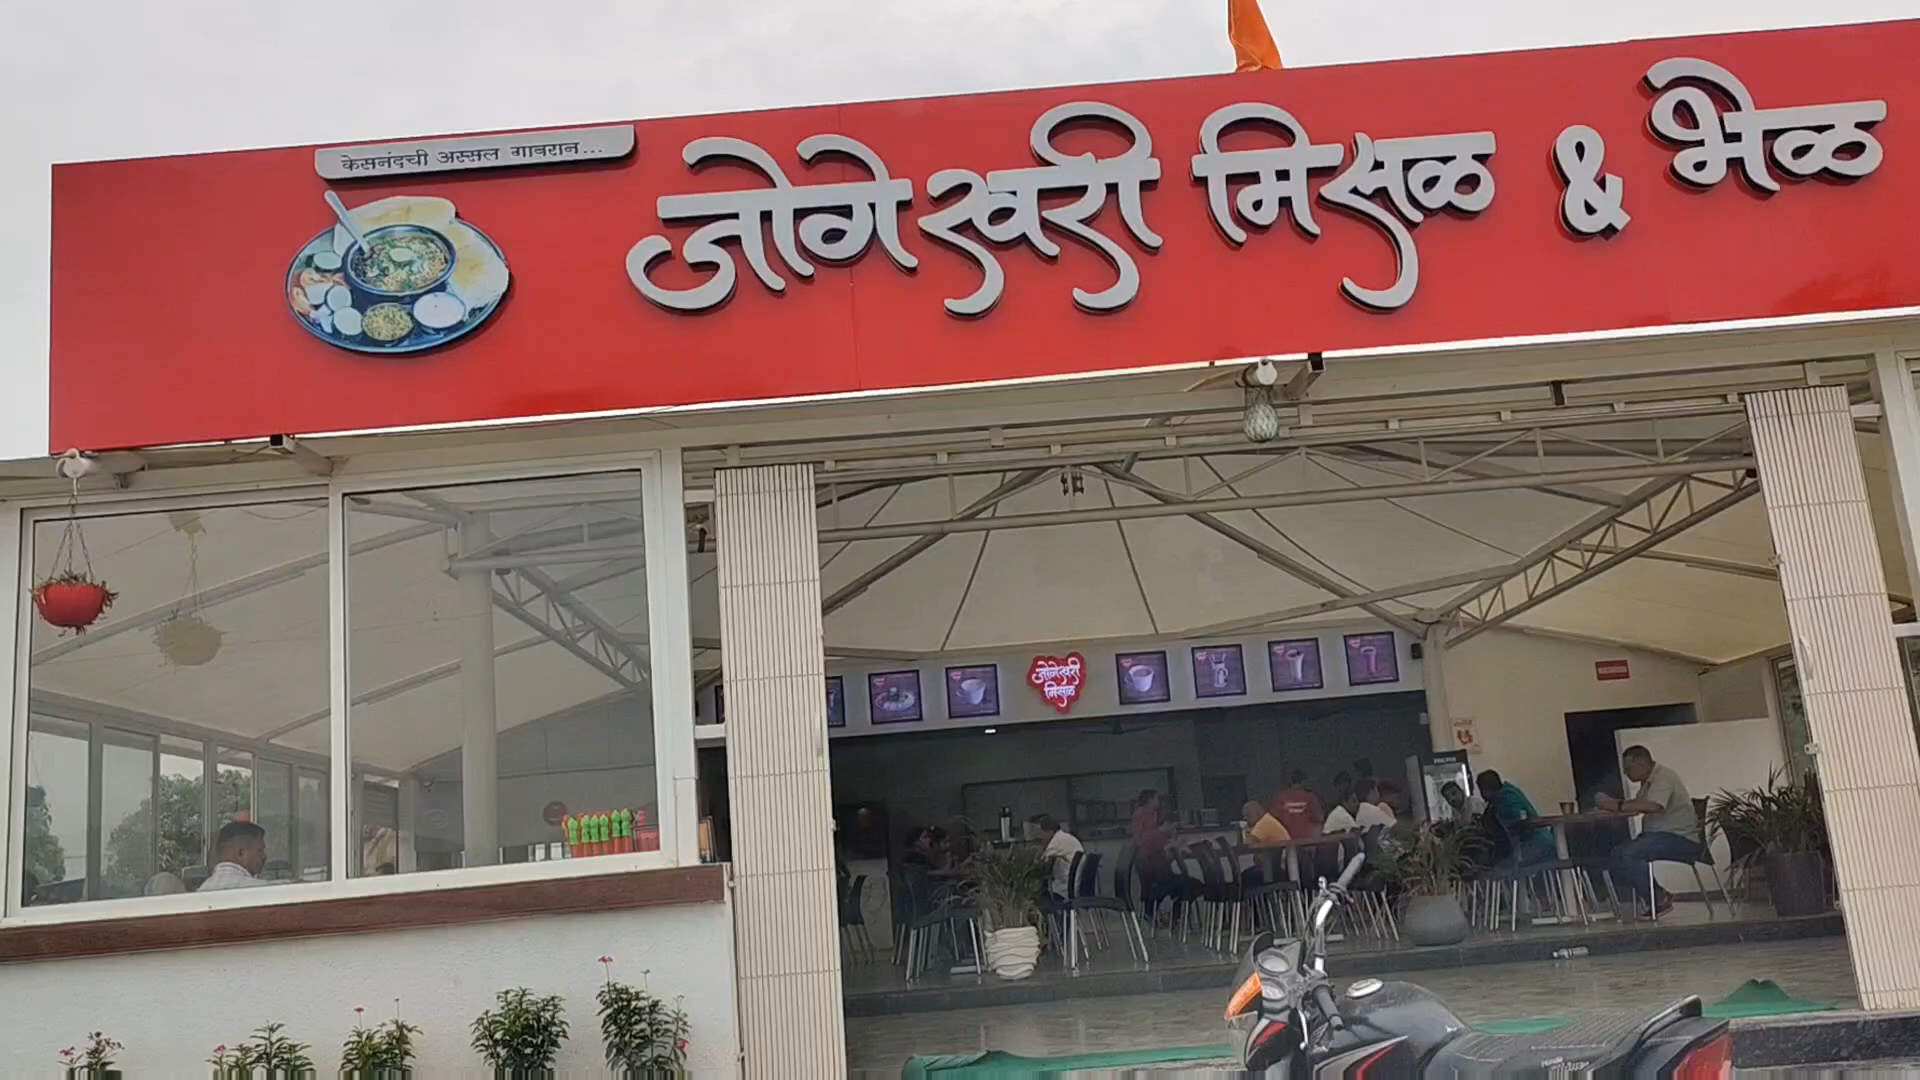 केसनंदची अस्सल गावरान...
जोगेश्वरी मिसळ & भेळ
जोगेश्वरी
मिसळ